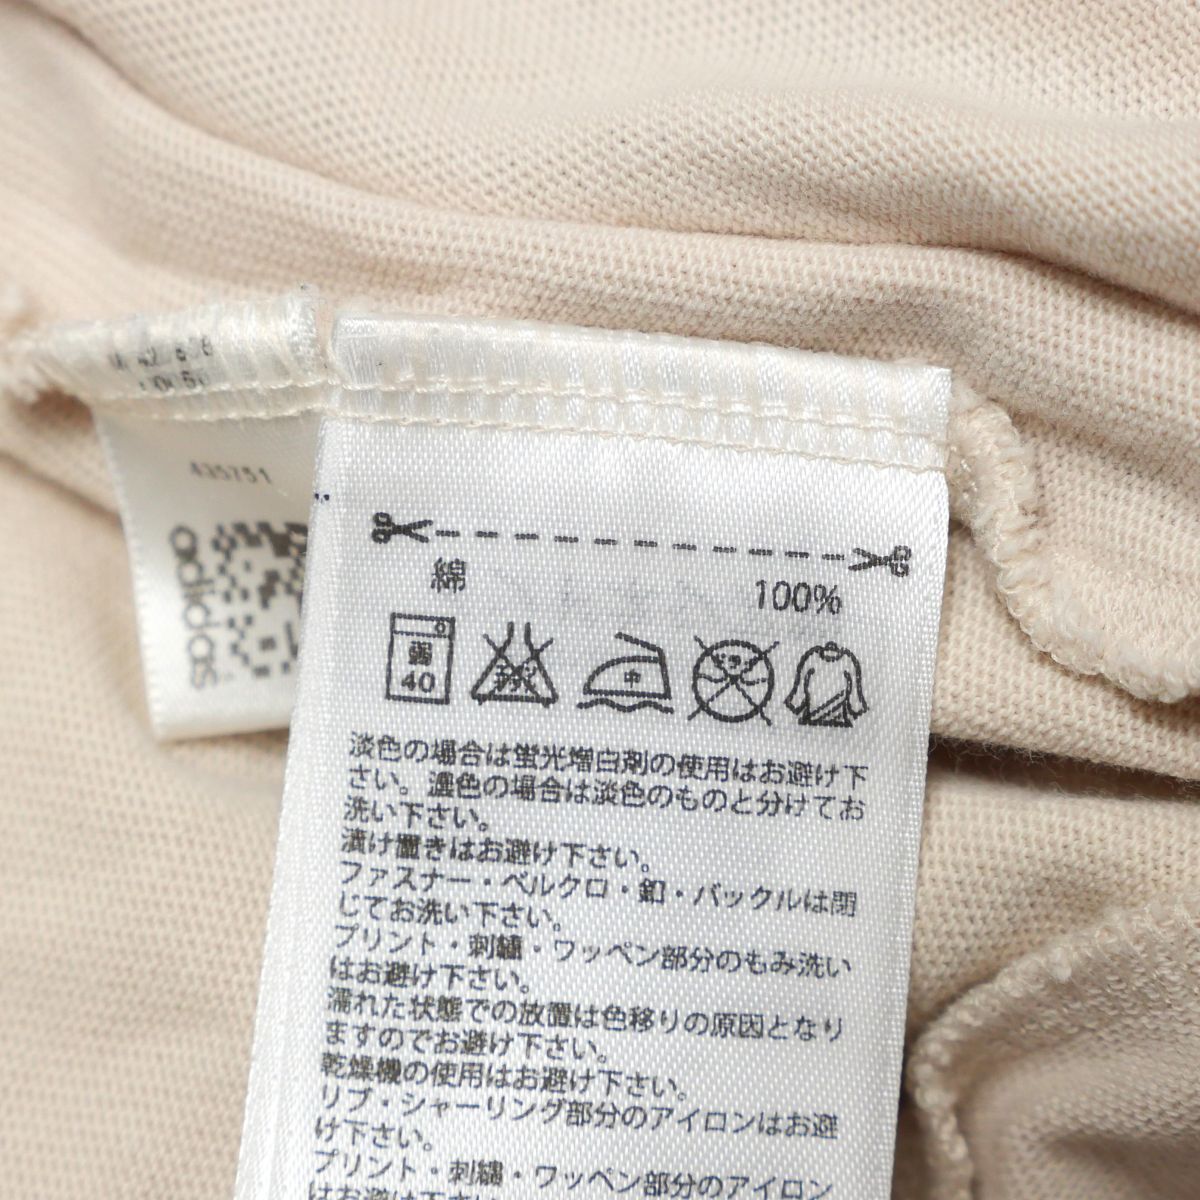 435751
adidas
綿 100%
弱
40
中
淡色の場合は蛍光増白剤の使用はお避け下
さい。濃色の場合は淡色のものと分けてお
洗い下さい。
漬け置きはお避け下さい。
ファスナー・ベルクロ・釦・バックルは閉
じてお洗い下さい。
プリント・刺繍・ワッペン部分のもみ洗い
はお避け下さい。
濡れた状態での放置は色移りの原因となり
ますのでお避け下さい。
乾燥機の使用はお避け下さい。
リブ・シャーリング部分のアイロンはお避
け下さい。
プリント・刺繍・ワッペン部分のアイロン
はお避け下さい。